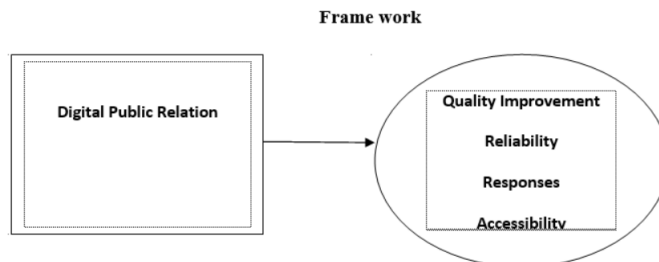 Frame work
Digital Public Relation
Quality Improvement
Reliability
Responses
Accessibility